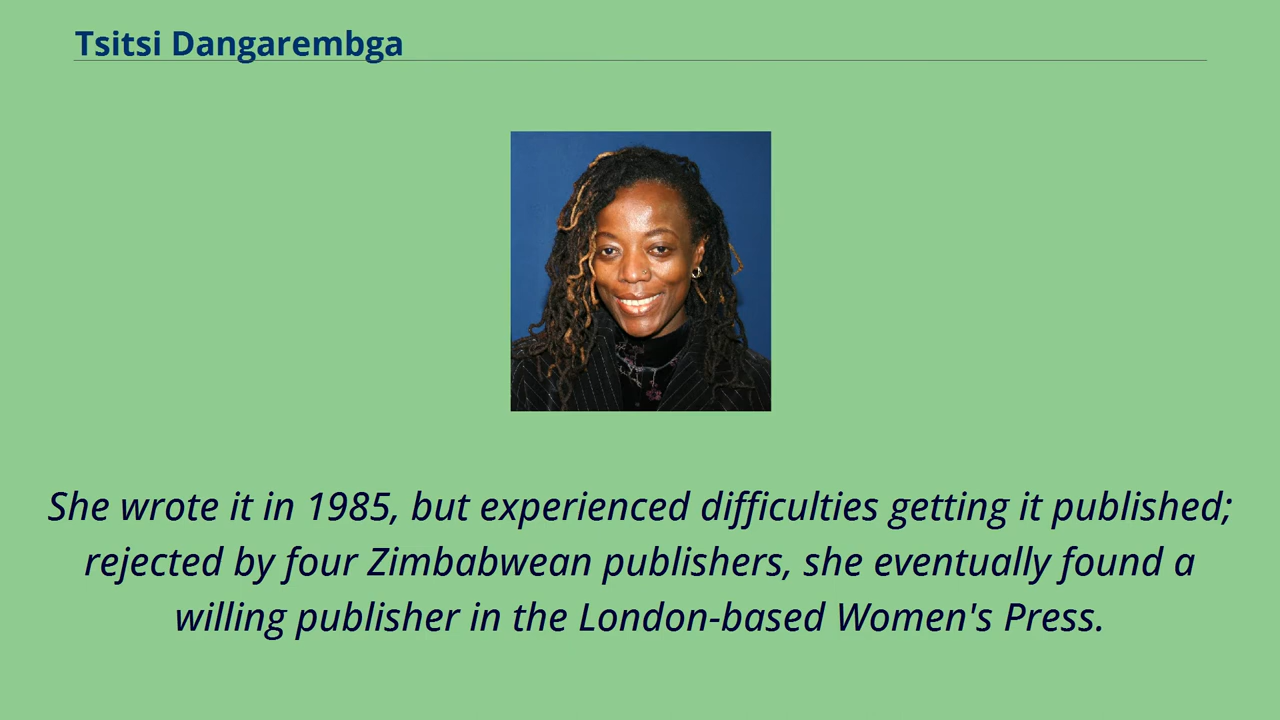 Tsitsi Dangarembga
She wrote it in 1985, but experienced difficulties getting it published;
rejected by four Zimbabwean publishers, she eventually found a
willing publisher in the London-based Women's Press.